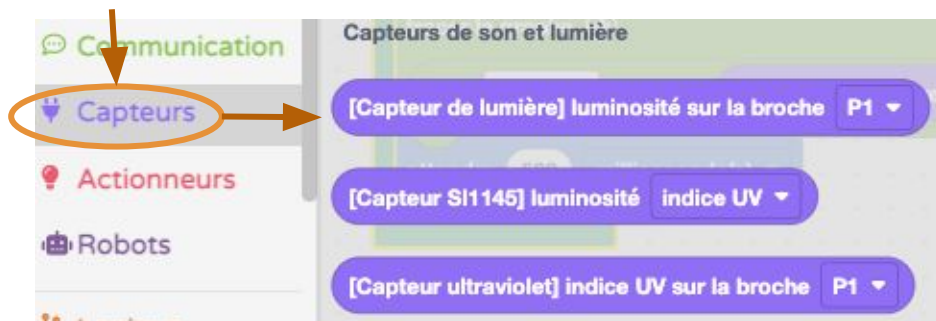 Communication
Capteurs
Actionneurs
Robots
Capteurs de son et lumière
[Capteur de lumière] luminosité sur la broche P1
[Capteur SI1145] luminosité indice UV
[Capteur ultraviolet] indice UV sur la broche P1